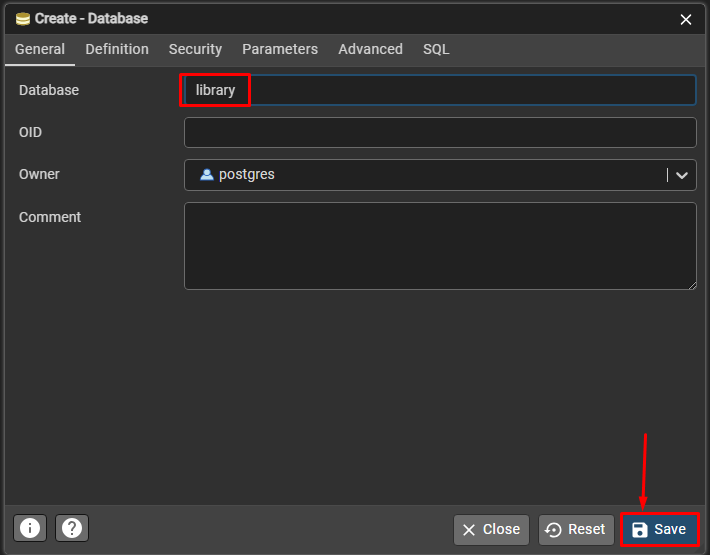 Create - Database
General Definition Security Parameters Advanced SQL
Database library
OID
Owner postgres
Comment
Close Reset Save